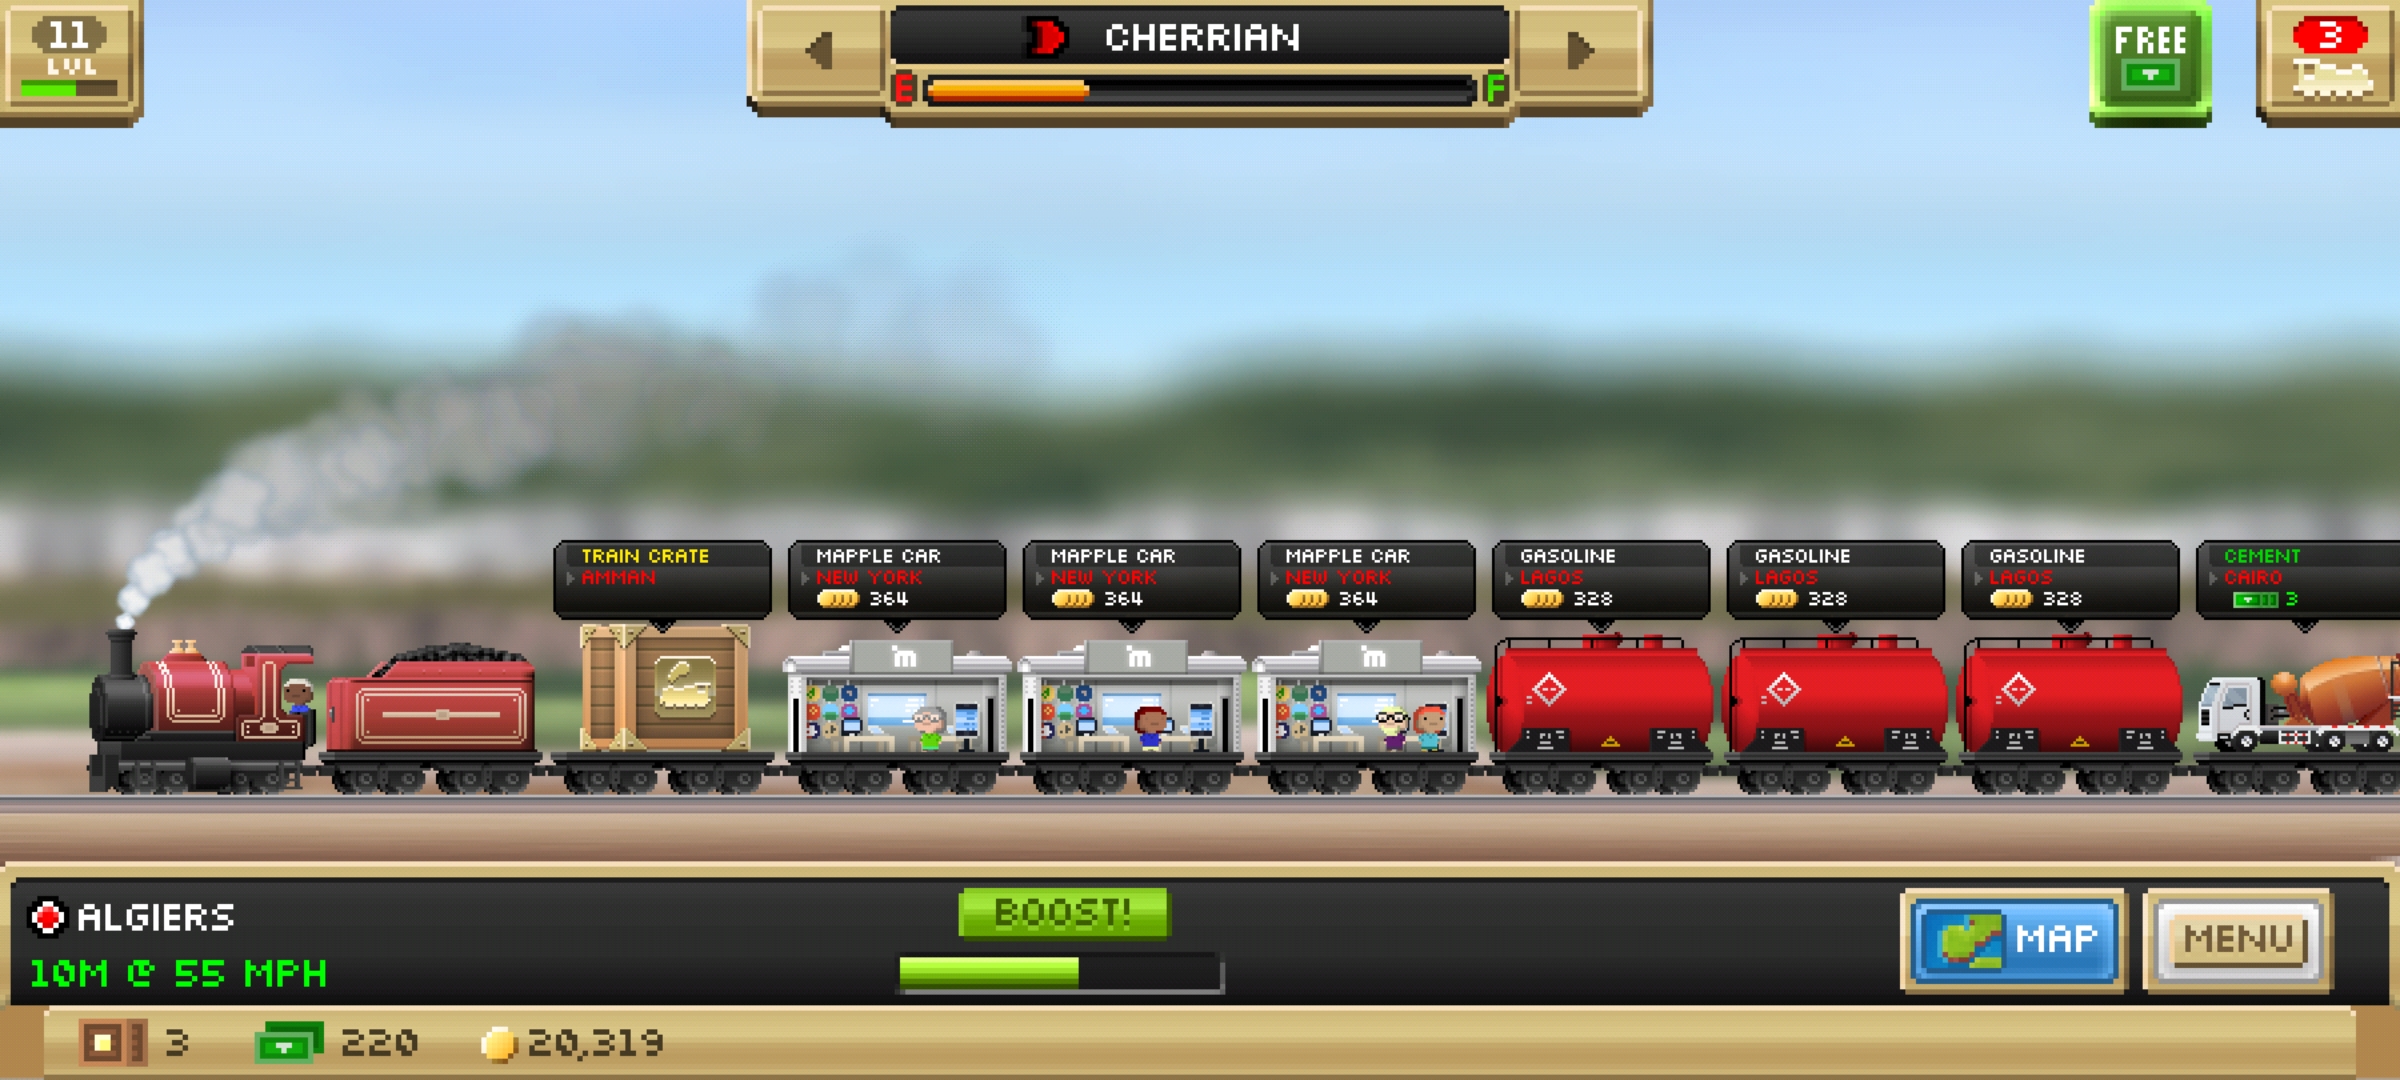 11
LVL
CHERRIAN
E F
FREE
3
TRAIN CRATE
AMMAN
MAPPLE CAR
NEW YORK
364
MAPPLE CAR
NEW YORK
364
MAPPLE CAR
NEW YORK
364
GASOLINE
LAGOS
328
GASOLINE
LAGOS
328
GASOLINE
LAGOS
328
CEMENT
CAIRO
3
m
m
m
ALGIERS
10M @ 55 MPH
BOOST!
MAP
MENU
3
220
20,319